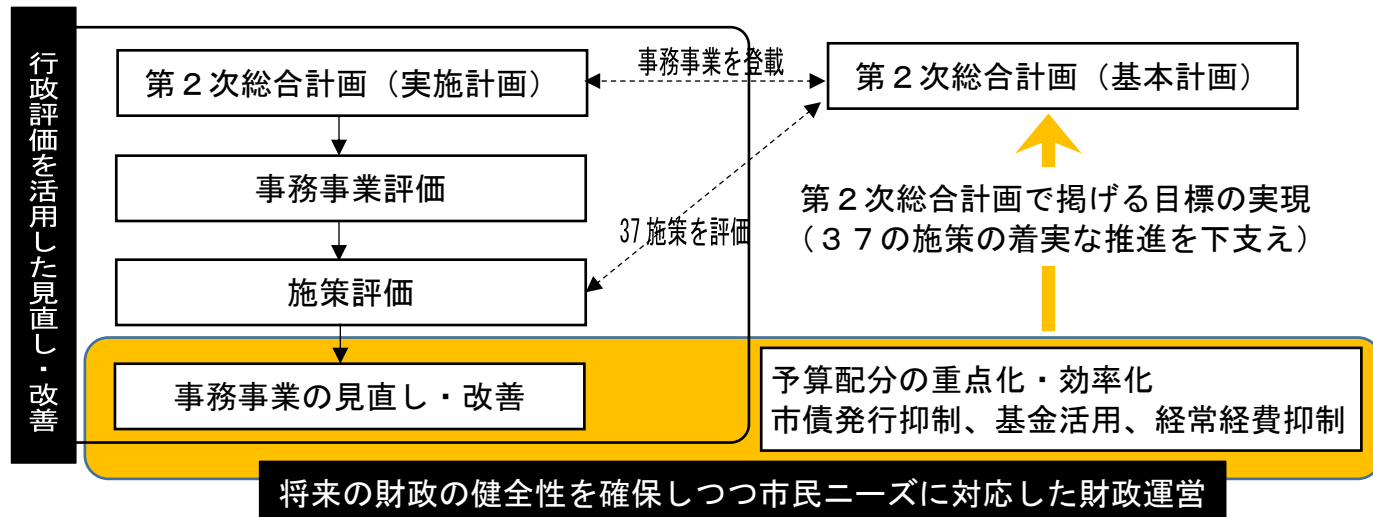 行政評価を活用した見直し・改善
第２次総合計画（実施計画）
事務事業を登載
第２次総合計画（基本計画）
事務事業評価
37 施策を評価
第２次総合計画で掲げる目標の実現
（３７の施策の着実な推進を下支え）
施策評価
事務事業の見直し・改善
予算配分の重点化・効率化
市債発行抑制、基金活用、経常経費抑制
将来の財政の健全性を確保しつつ市民ニーズに対応した財政運営